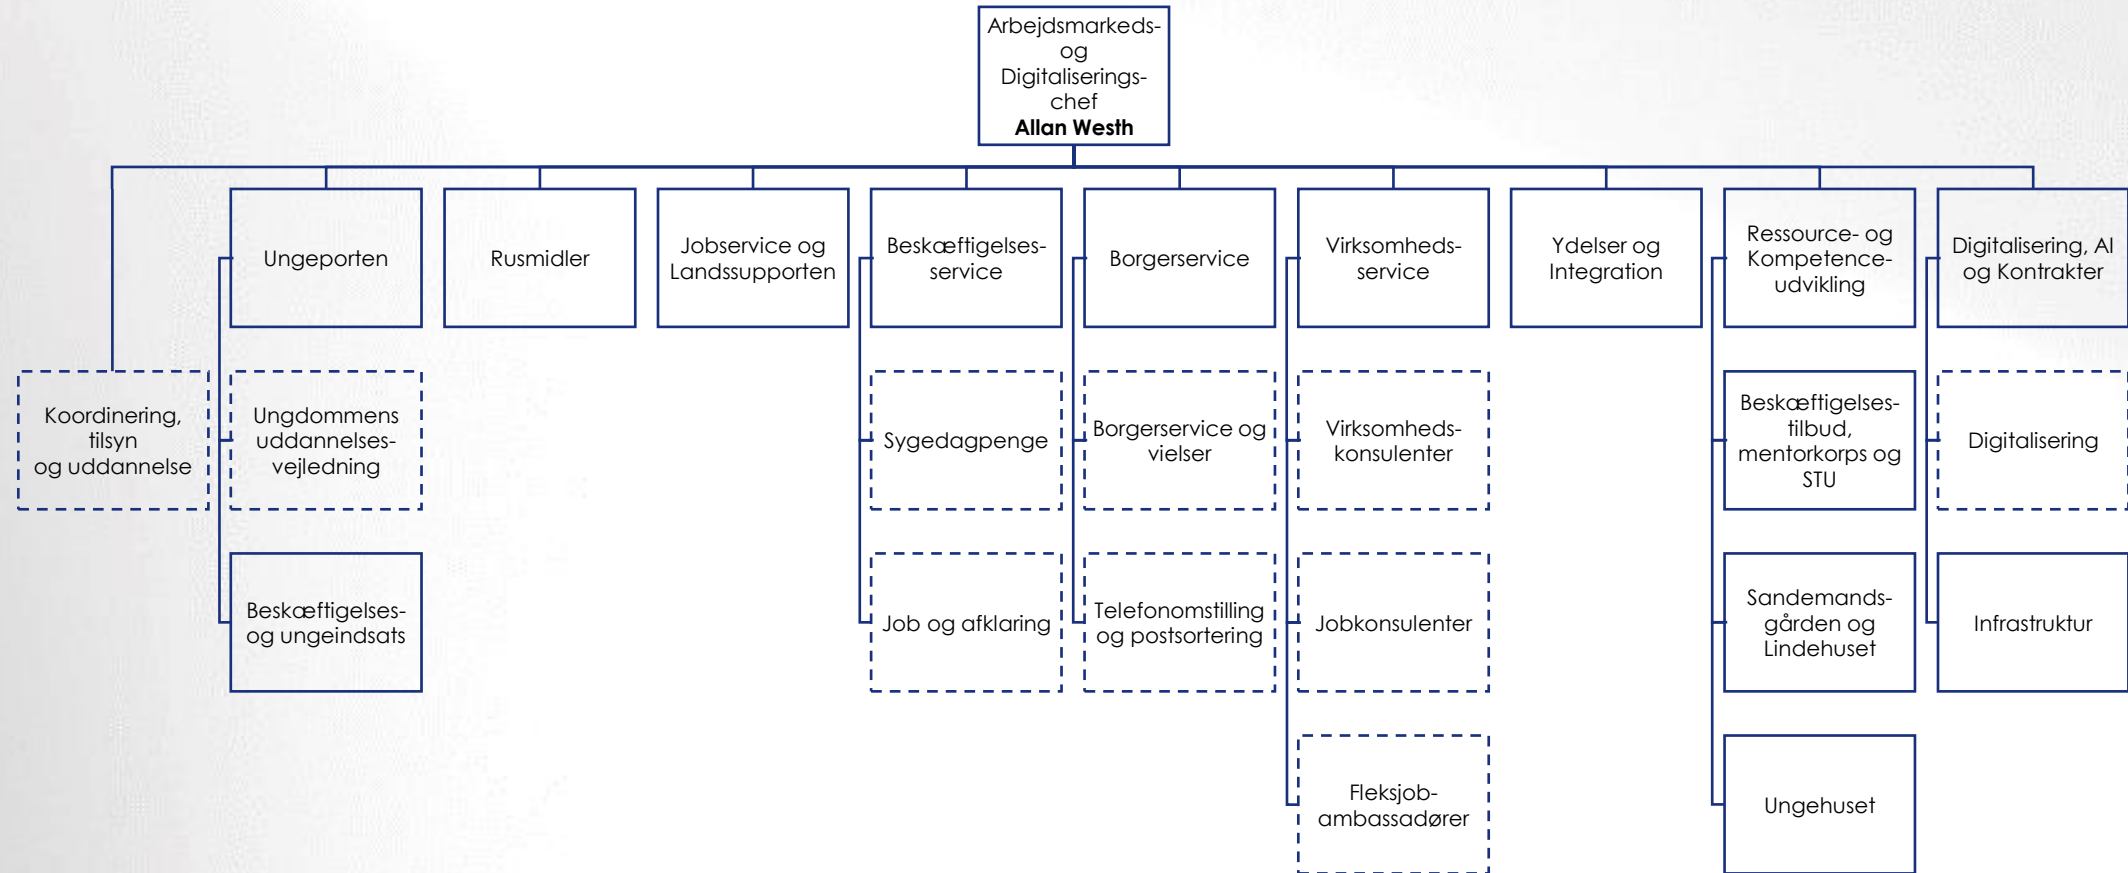 Arbejdsmarkeds-
og
Digitaliserings-
chef
Allan Westh
Ungeporten
Rusmidler
Jobservice og
Landssupporten
Beskæftigelses-
service
Borgerservice
Virksomheds-
service
Ydelser og
Integration
Ressource- og
Kompetence-
udvikling
Digitalisering, AI
og Kontrakter
Koordinering,
tilsyn
og uddannelse
Ungdommens
uddannelses-
vejledning
Sygedagpenge
Borgerservice og
vielser
Virksomheds-
konsulenter
Beskæftigelses-
tilbud,
mentorkorps og
STU
Digitalisering
Beskæftigelses-
og ungeindsats
Job og afklaring
Telefonomstilling
og postsortering
Jobkonsulenter
Sandemands-
gården og
Lindehuset
Infrastruktur
Fleksjob-
ambassadører
Ungehuset